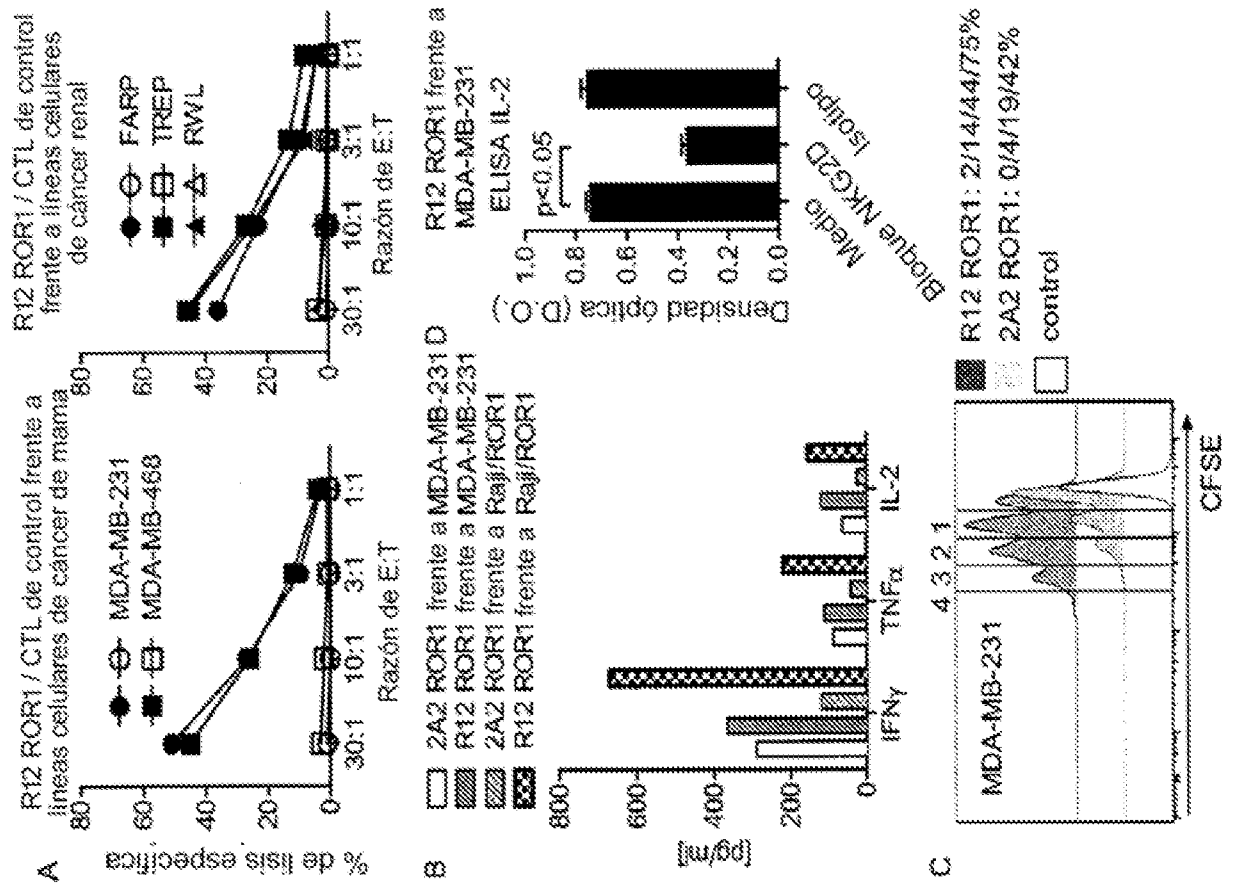 A
R12 ROR1 / CTL de control frente a
líneas celulares de cáncer de mama
MDA-MB-231
MDA-MB-468
% de lisis específica
80
60
40
20
0
30:1
10:1
3:1
1:1
Razón de E:T
R12 ROR1 / CTL de control
frente a líneas celulares
de cáncer renal
FARP
TREP
RWL
80
60
40
20
0
30:1
10:1
3:1
1:1
Razón de E:T
B
2A2 ROR1 frente a MDA-MB-231
R12 ROR1 frente a MDA-MB-231
2A2 ROR1 frente a Raji/ROR1
R12 ROR1 frente a Raji/ROR1
[pg/ml]
800
600
400
200
0
IFNγ
TNFα
IL-2
D
R12 ROR1 frente a
MDA-MB-231
ELISA IL-2
p<0.05
Densidad óptica (D.O.)
1.0
0.8
0.6
0.4
0.2
0.0
Medio
Bloque NKG2D
Isotipo
C
MDA-MB-231
4 3 2 1
CFSE
R12 ROR1: 2/14/44/75%
2A2 ROR1: 0/4/19/42%
control